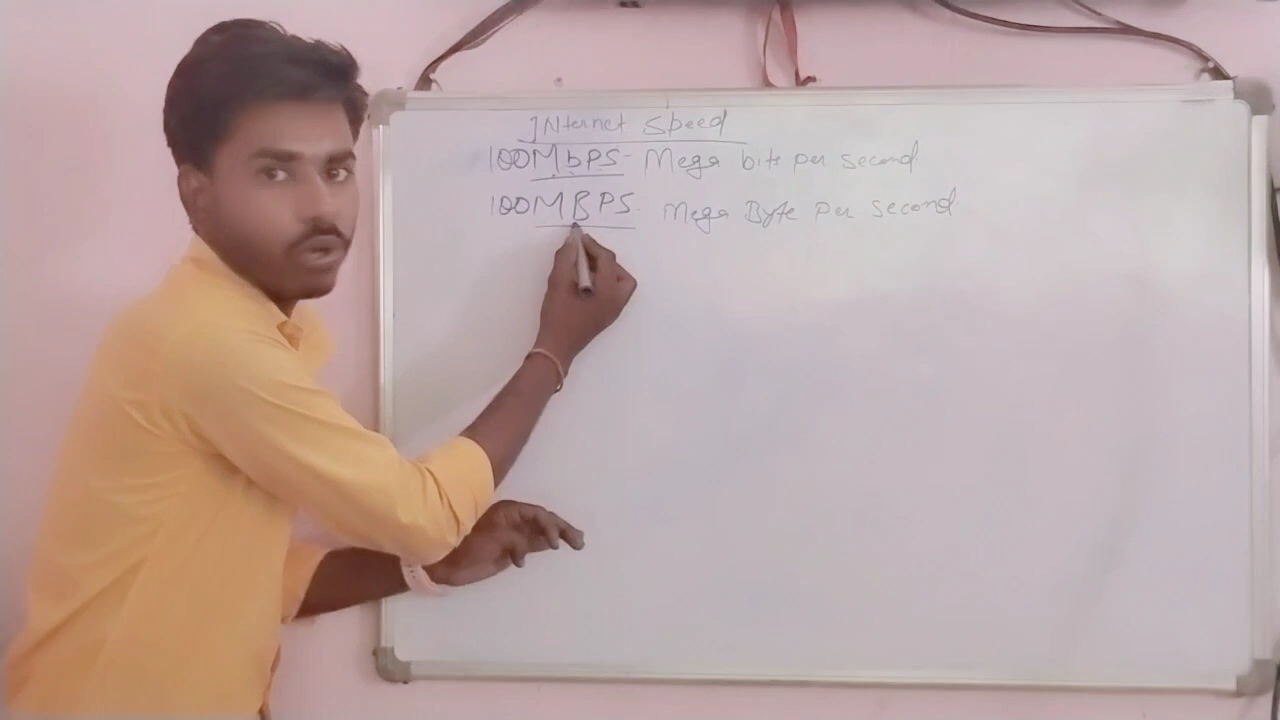 INternet Speed
100MbPS- Mega bite per second
100MBPS- Mega Byte Per Second